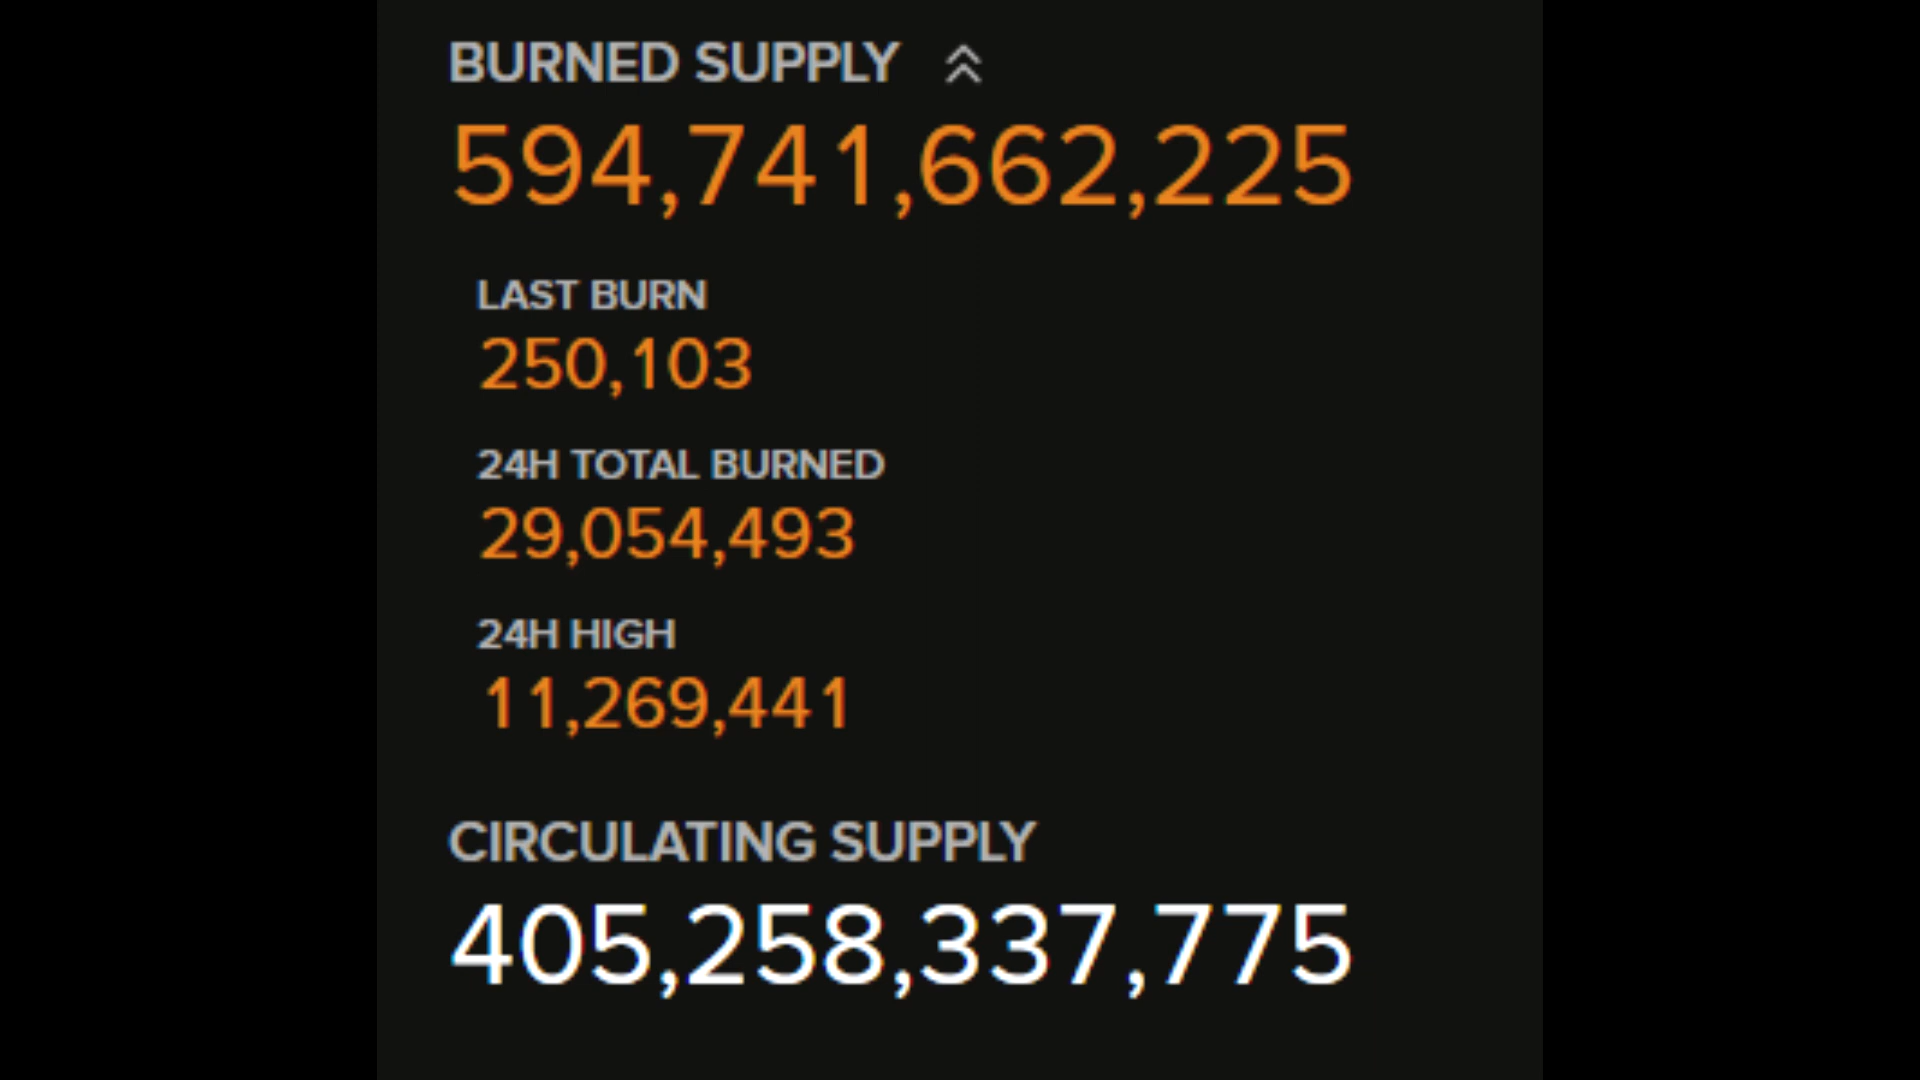 BURNED SUPPLY
594,741,662,225
LAST BURN
250,103
24H TOTAL BURNED
29,054,493
24H HIGH
11,269,441
CIRCULATING SUPPLY
405,258,337,775